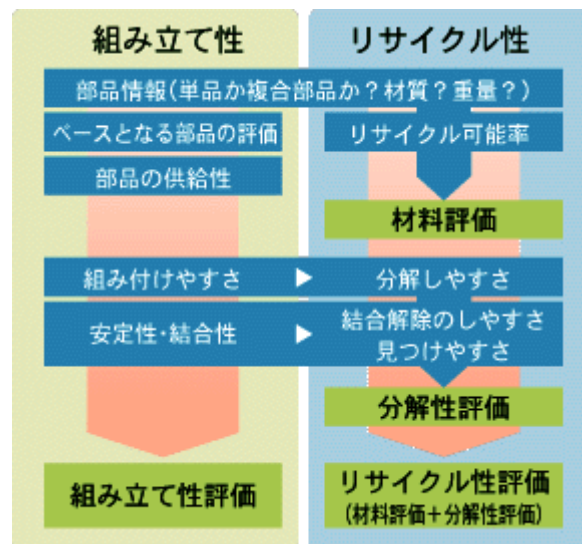 組み立て性
リサイクル性
部品情報(単品か複合部品か？材質？重量？)
ベースとなる部品の評価
リサイクル可能率
部品の供給性
材料評価
組み付けやすさ
分解しやすさ
安定性・結合性
結合解除のしやすさ
見つけやすさ
分解性評価
組み立て性評価
リサイクル性評価
(材料評価+分解性評価)